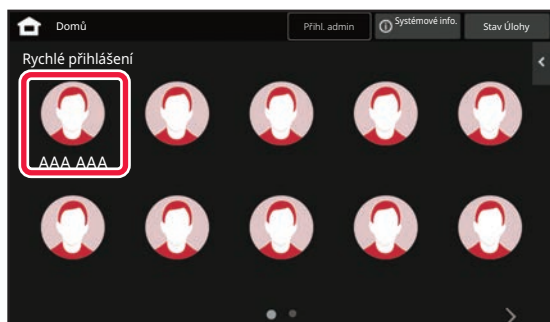 Domů
Přihl. admin
Systémové info.
Stav Úlohy
Rychlé přihlášení
AAA AAA